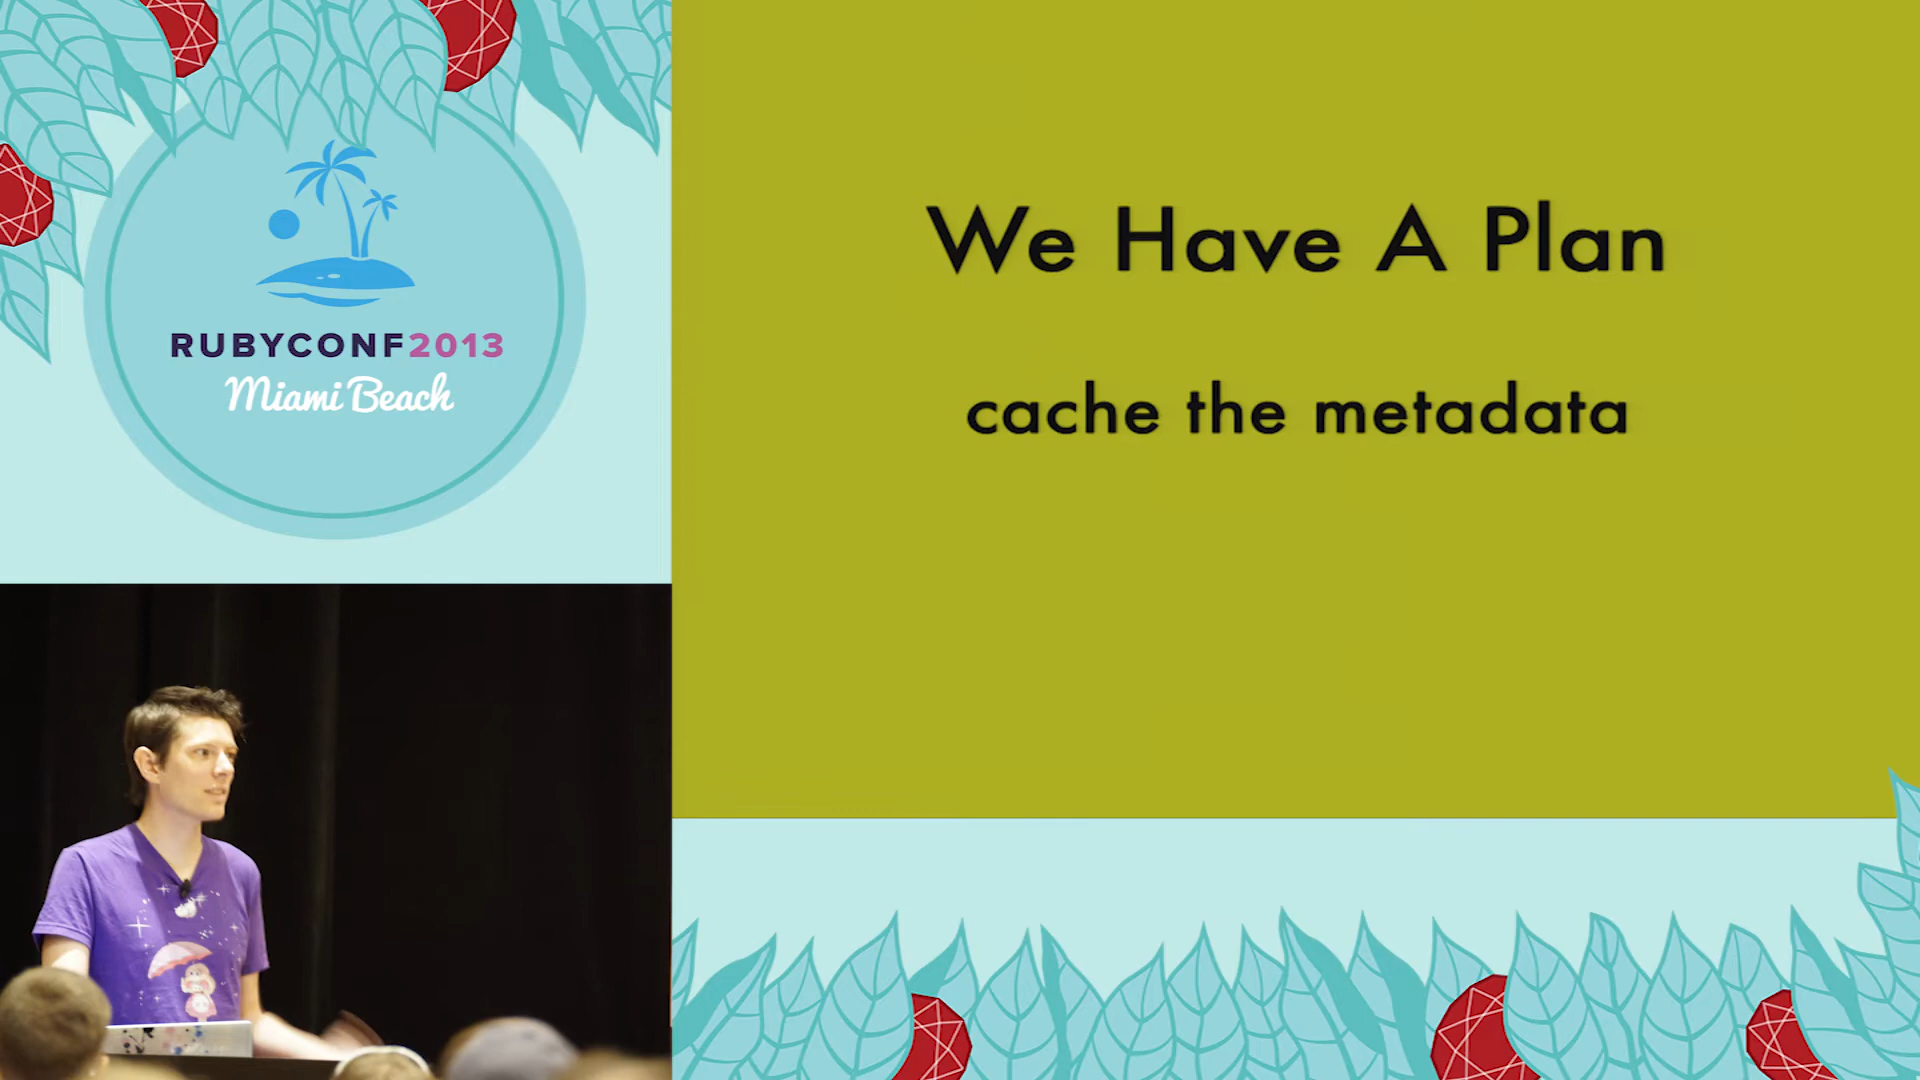 RUBYCONF2013
Miami Beach
We Have A Plan
cache the metadata